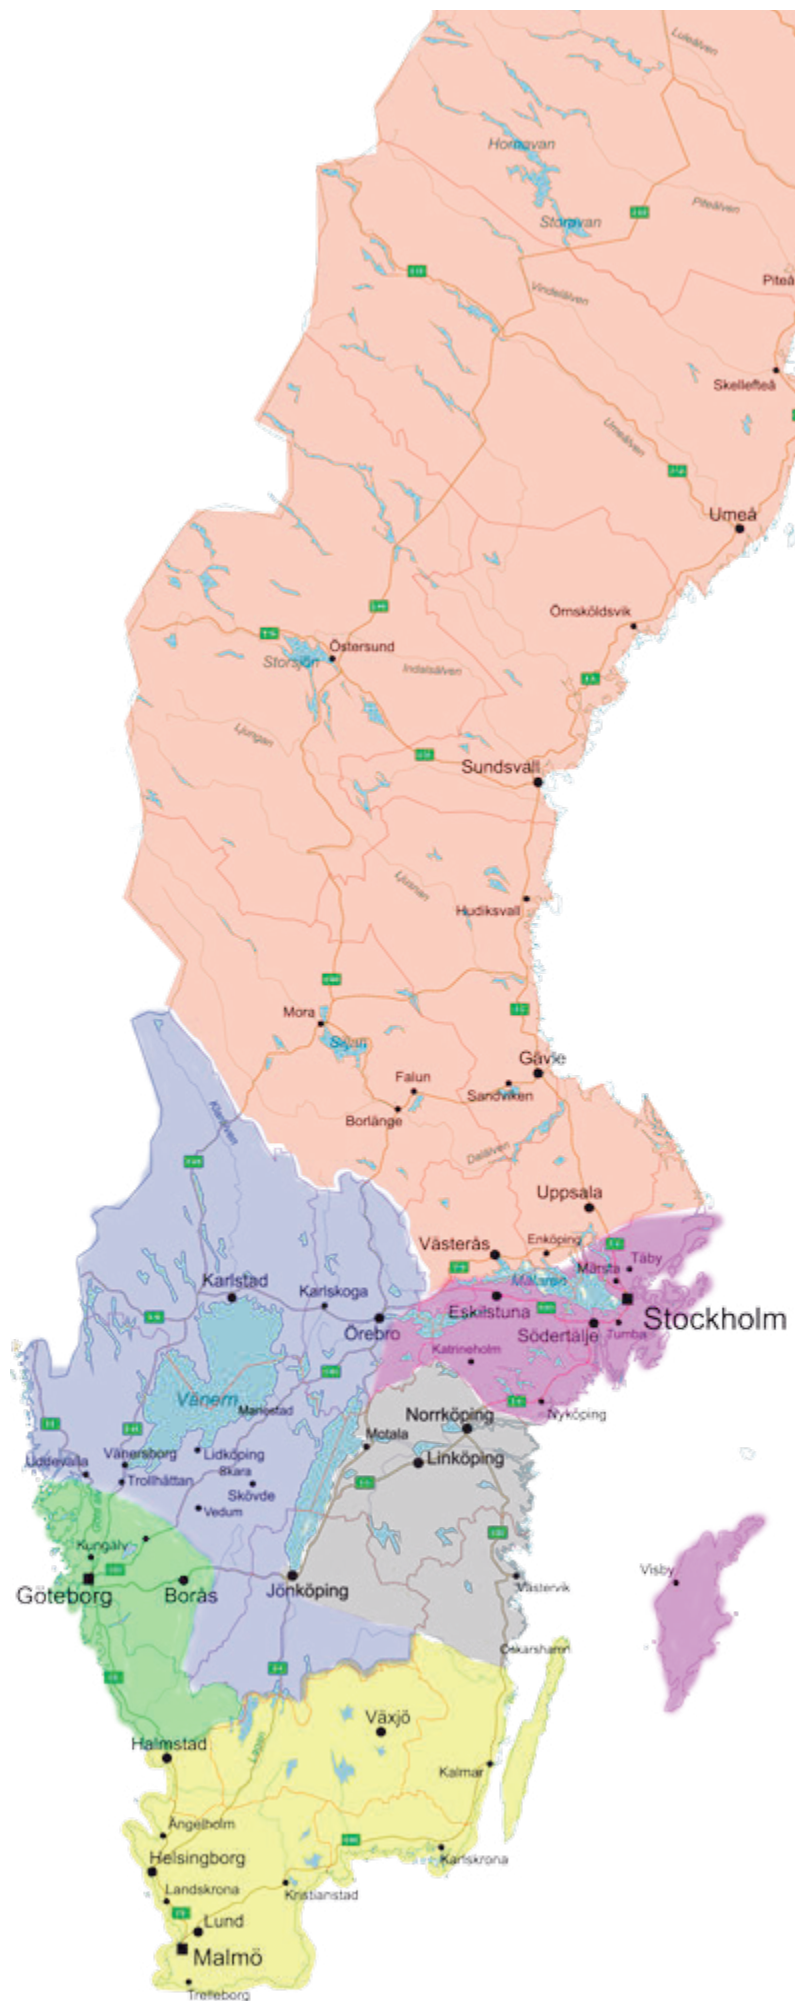 Luleälven
Hornavan
Piteälven
Storavan
Piteå
Vindelälven
Skellefteå
Umeälven
Umeå
Örnsköldsvik
Östersund
Storsjön
Indalsälven
Ljungan
Sundsvall
Ljusnan
Hudiksvall
Mora
Siljan
Gävle
Falun
Sandviken
Borlänge
Klarälven
Dalälven
Uppsala
Västerås
Enköping
Täby
Märsta
Mälaren
Karlstad
Karlskoga
Eskilstuna
Stockholm
Örebro
Södertälje
Tumba
Katrineholm
Vänern
Mariestad
Norrköping
Nyköping
Motala
Vänersborg
Lidköping
Linköping
Uddevalla
Trollhättan
Skara
Skövde
Vedum
Kungälv
Göteborg
Borås
Jönköping
Västervik
Visby
Oskarshamn
Växjö
Halmstad
Lagan
Kalmar
Ängelholm
Helsingborg
Karlskrona
Landskrona
Kristianstad
Lund
Malmö
Trelleborg